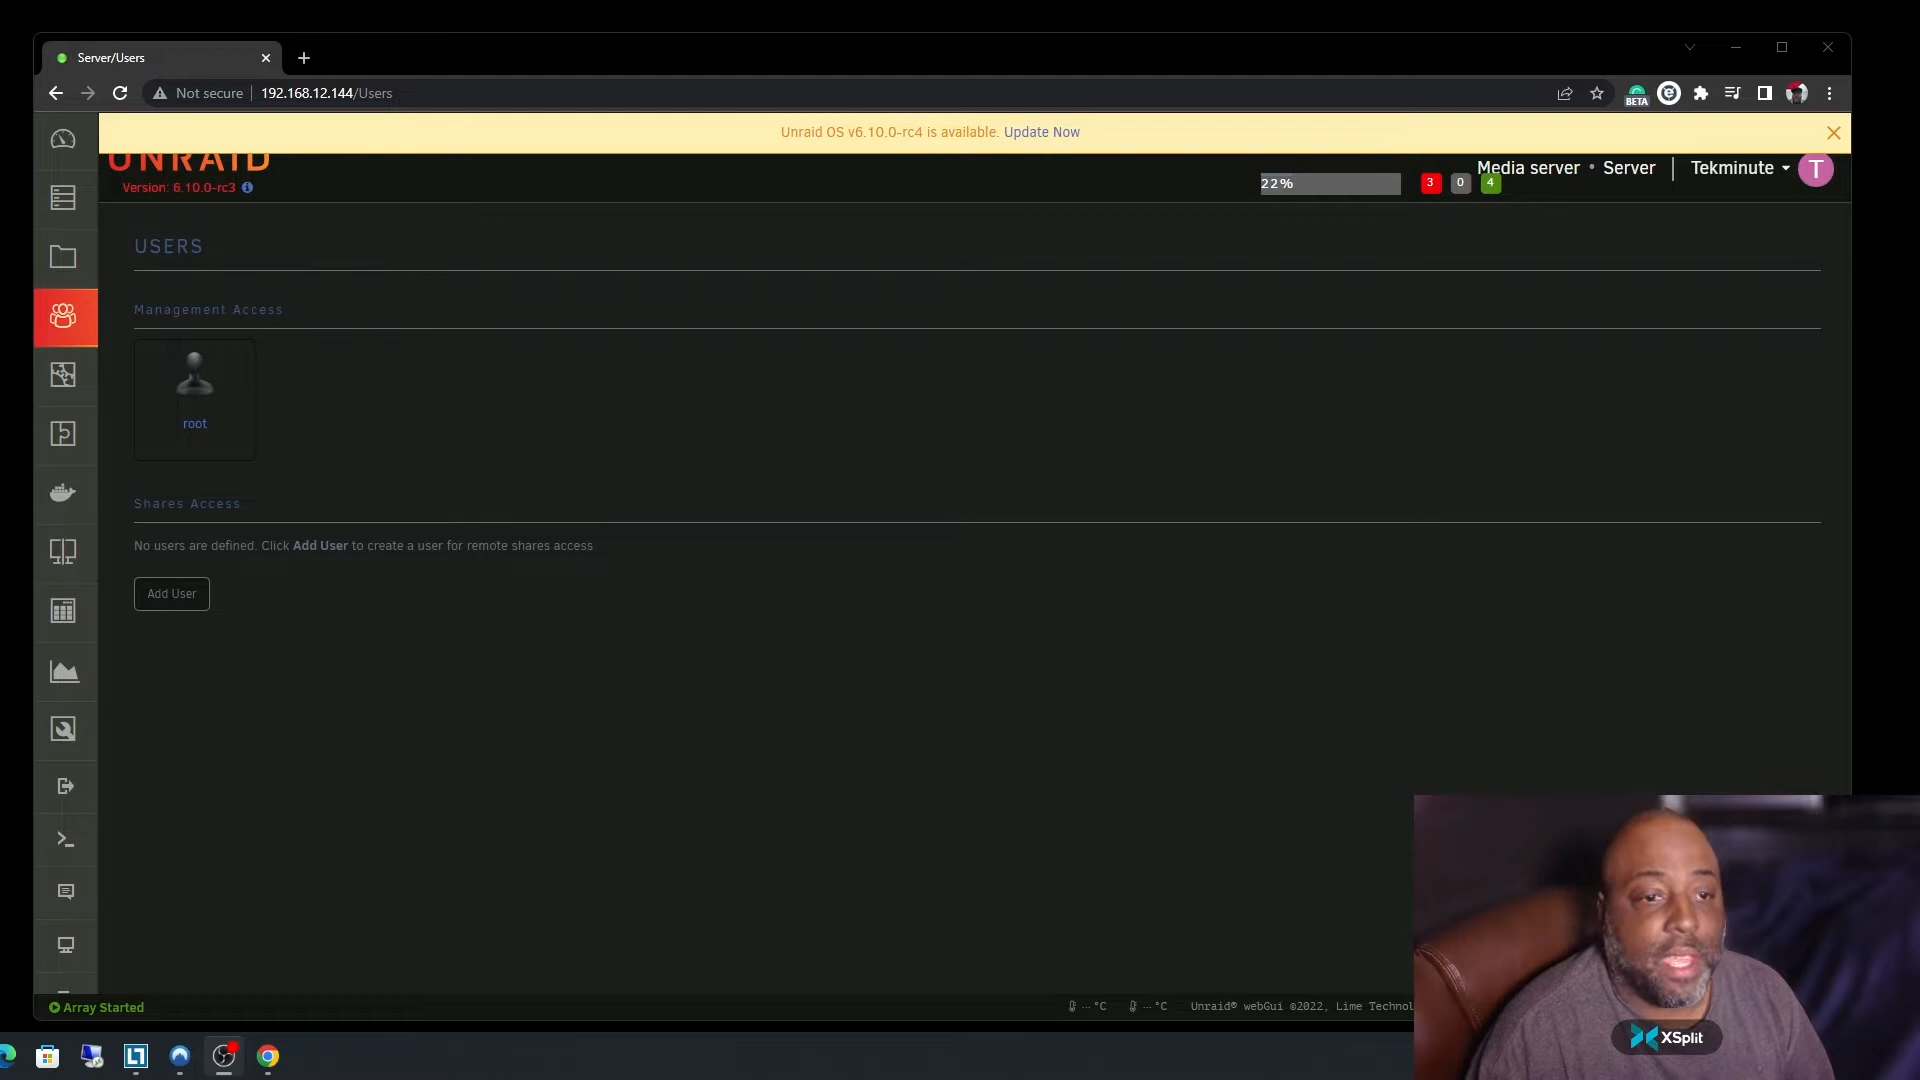 Server/Users
Not secure
192.168.12.144/Users
BETA
Unraid OS v6.10.0-rc4 is available. Update Now
UNRAID
Version: 6.10.0-rc3
22%
3
0
4
Media server • Server
Tekminute
T
USERS
Management Access
root
Shares Access
No users are defined. Click Add User to create a user for remote shares access
Add User
Array Started
--- °C
--- °C
Unraid® webGui ©2022, Lime Technol
XSplit